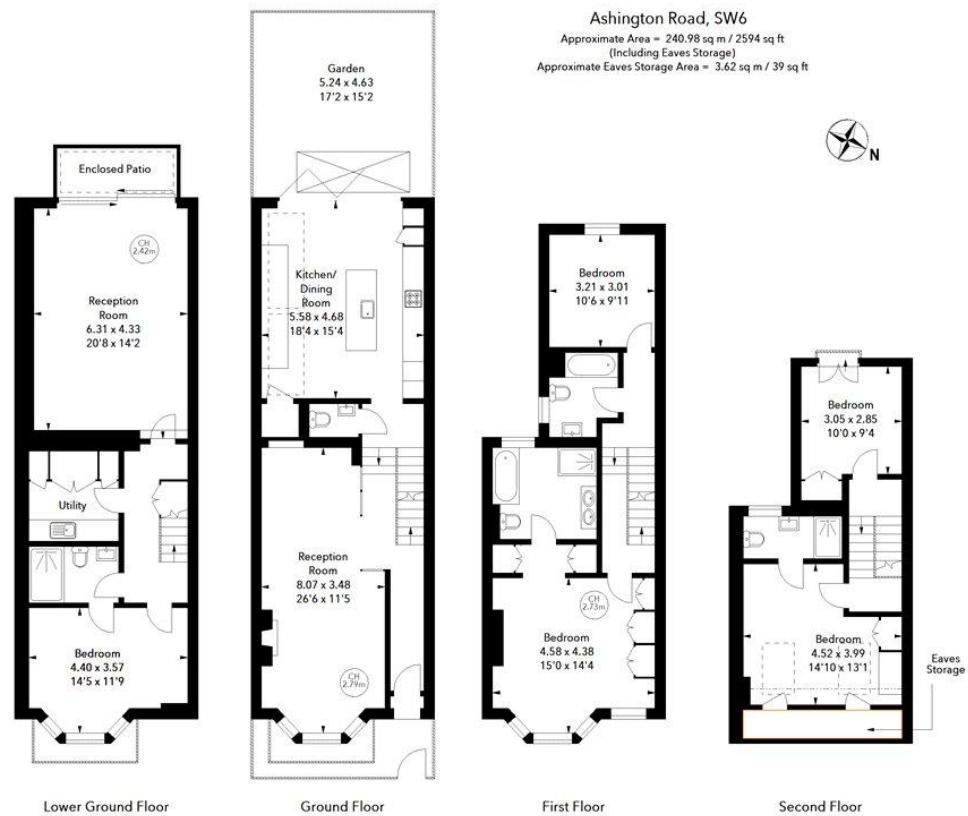 Ashington Road, SW6
Approximate Area = 240.98 sq m / 2594 sq ft
(Including Eaves Storage)
Approximate Eaves Storage Area = 3.62 sq m / 39 sq ft
N
Enclosed Patio
CH
2.42m
Reception
Room
6.31 x 4.33
20'8 x 14'2
Utility
Bedroom
4.40 x 3.57
14'5 x 11'9
Lower Ground Floor
Garden
5.24 x 4.63
17'2 x 15'2
Kitchen/
Dining
Room
5.58 x 4.68
18'4 x 15'4
Reception
Room
8.07 x 3.48
26'6 x 11'5
CH
2.79m
Ground Floor
Bedroom
3.21 x 3.01
10'6 x 9'11
CH
2.73m
Bedroom
4.58 x 4.38
15'0 x 14'4
First Floor
Bedroom
3.05 x 2.85
10'0 x 9'4
Bedroom
4.52 x 3.99
14'10 x 13'1
Eaves
Storage
Second Floor